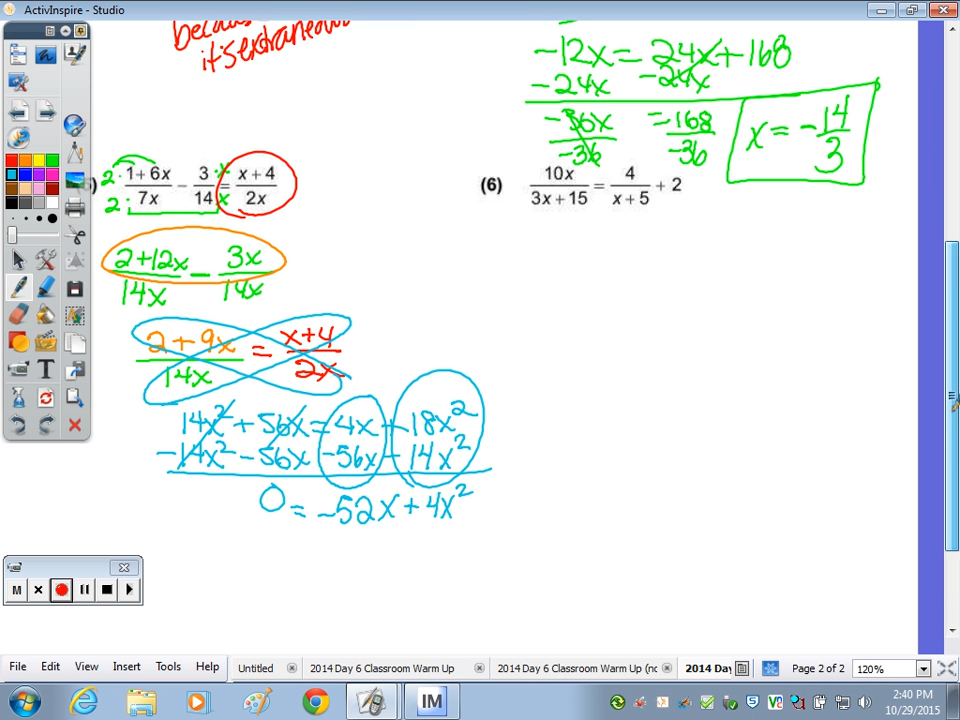 ActivInspire - Studio
because
it's extraneous
-12x = 24x + 168
-24x -24x
-36x = -168
-36 -36
x = -14/3
2· 1 + 6x / 7x - 3 · x / 14 · x = x + 4 / 2x
2·
(6) 10x / 3x + 15 = 4 / x + 5 + 2
2+12x / 14x - 3x / 14x
2 + 9x / 14x = x+4 / 2x
14x² + 56x = 4x + 18x²
-14x² - 56x -56x - 14x²
0 = -52x + 4x²
M
File Edit View Insert Tools Help Untitled 2014 Day 6 Classroom Warm Up 2014 Day 6 Classroom Warm Up (no 2014 Day Page 2 of 2 120%
IM
2:40 PM
10/29/2015